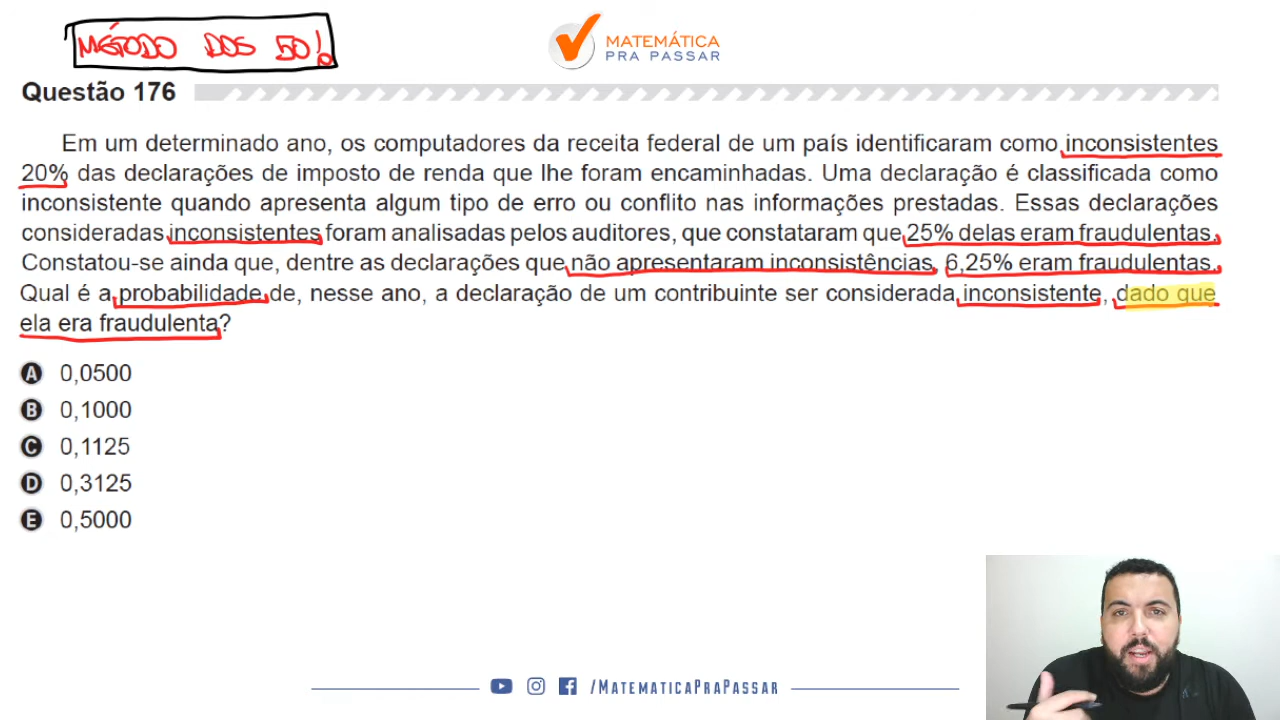 MÉTODO DOS 50!
MATEMÁTICA
PRA PASSAR
Questão 176
Em um determinado ano, os computadores da receita federal de um país identificaram como inconsistentes
20% das declarações de imposto de renda que lhe foram encaminhadas. Uma declaração é classificada como
inconsistente quando apresenta algum tipo de erro ou conflito nas informações prestadas. Essas declarações
consideradas inconsistentes foram analisadas pelos auditores, que constataram que 25% delas eram fraudulentas.
Constatou-se ainda que, dentre as declarações que não apresentaram inconsistências, 6,25% eram fraudulentas.
Qual é a probabilidade de, nesse ano, a declaração de um contribuinte ser considerada inconsistente, dado que
ela era fraudulenta?
A 0,0500
B 0,1000
C 0,1125
D 0,3125
E 0,5000
/MATEMATICAPRAPASSAR